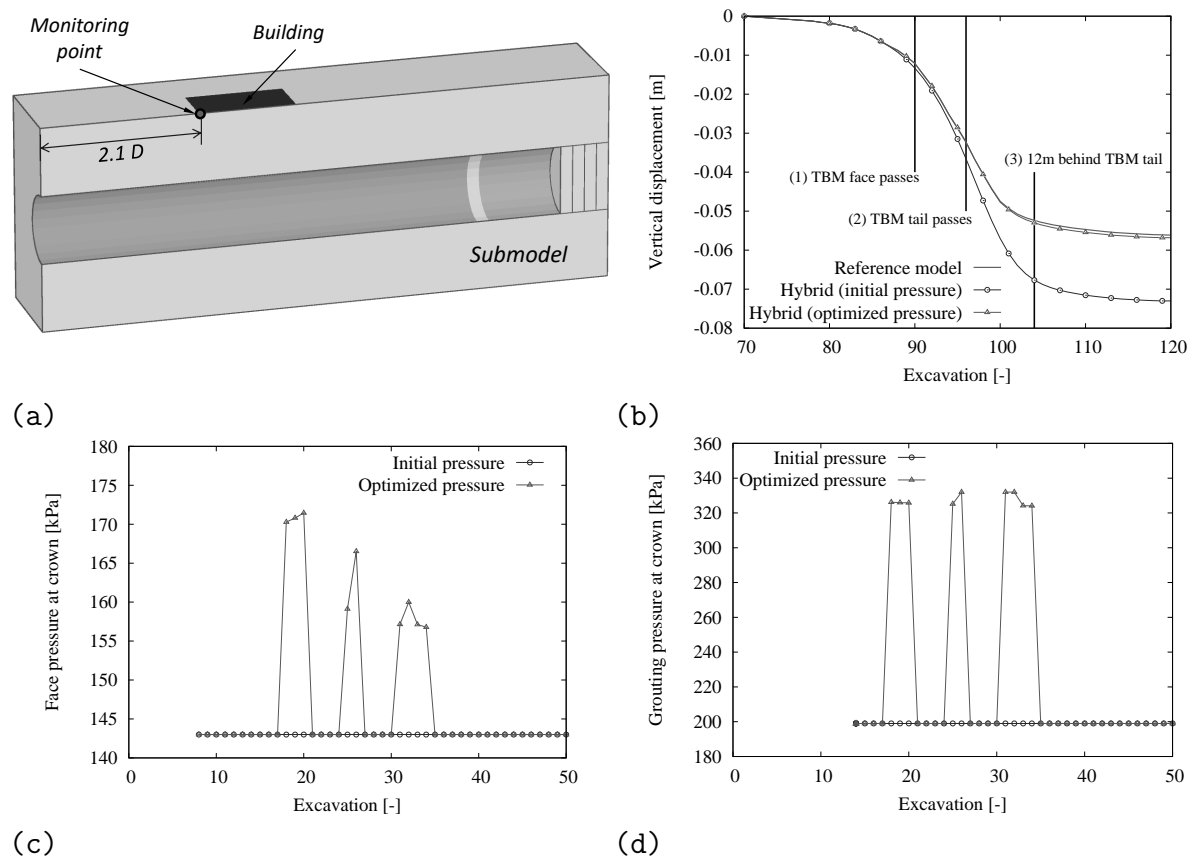 Monitoring
point
Building
2.1 D
Submodel
(a)
0
-0.01
-0.02
-0.03
-0.04
-0.05
-0.06
-0.07
-0.08
Vertical displacement [m]
(1) TBM face passes
(2) TBM tail passes
(3) 12m behind TBM tail
Reference model
Hybrid (initial pressure)
Hybrid (optimized pressure)
70 80 90 100 110 120
Excavation [-]
(b)
180
175
170
165
160
155
150
145
140
Face pressure at crown [kPa]
Initial pressure
Optimized pressure
0 10 20 30 40 50
Excavation [-]
(c)
360
340
320
300
280
260
240
220
200
180
Grouting pressure at crown [kPa]
Initial pressure
Optimized pressure
0 10 20 30 40 50
Excavation [-]
(d)